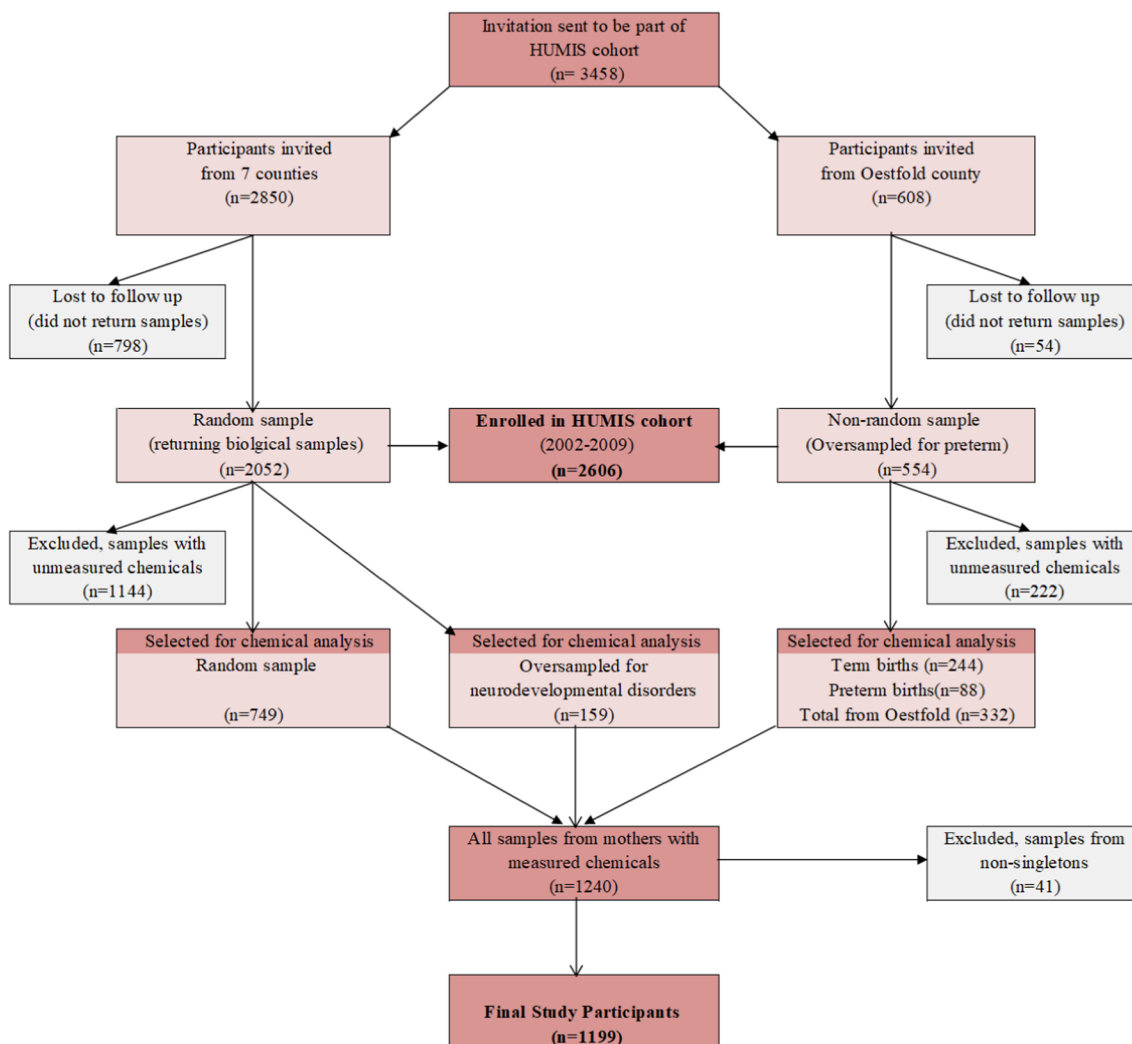 Invitation sent to be part of
HUMIS cohort
(n= 3458)
Participants invited
from 7 counties
(n=2850)
Participants invited
from Oestfold county
(n=608)
Lost to follow up
(did not return samples)
(n=798)
Lost to follow up
(did not return samples)
(n=54)
Random sample
(returning biolgical samples)
(n=2052)
Enrolled in HUMIS cohort
(2002-2009)
(n=2606)
Non-random sample
(Oversampled for preterm)
(n=554)
Excluded, samples with
unmeasured chemicals
(n=1144)
Excluded, samples with
unmeasured chemicals
(n=222)
Selected for chemical analysis
Random sample
(n=749)
Selected for chemical analysis
Oversampled for
neurodevelopmental disorders
(n=159)
Selected for chemical analysis
Term births (n=244)
Preterm births(n=88)
Total from Oestfold (n=332)
All samples from mothers with
measured chemicals
(n=1240)
Excluded, samples from
non-singletons
(n=41)
Final Study Participants
(n=1199)